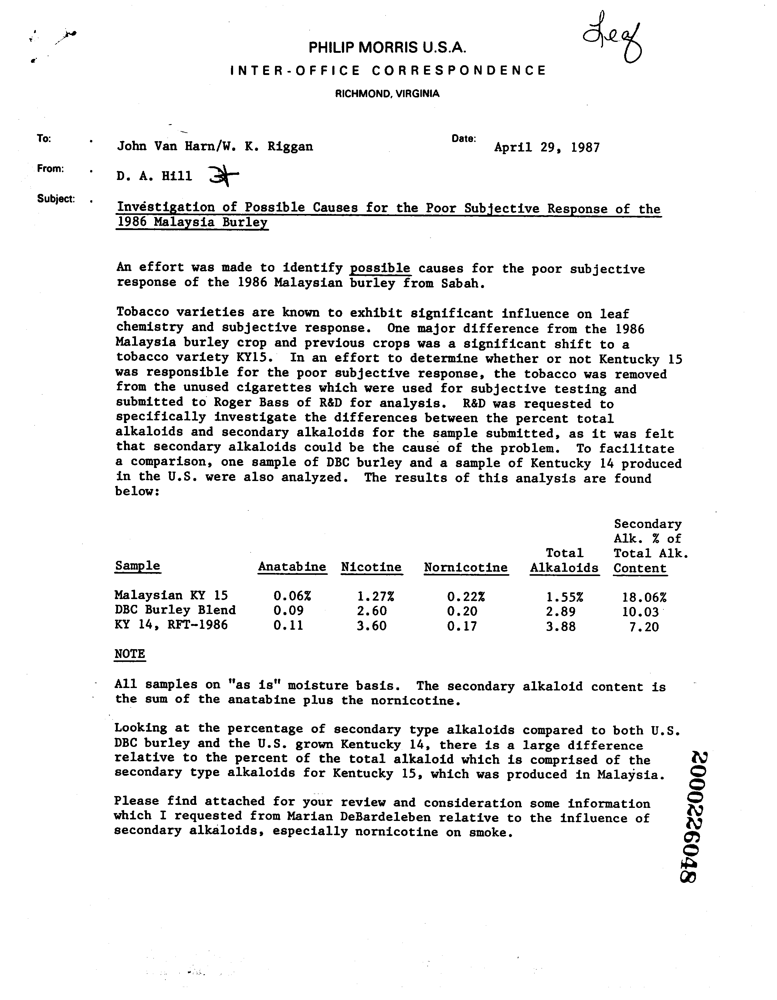 Leaf
PHILIP MORRIS U.S.A.
INTER-OFFICE CORRESPONDENCE
RICHMOND, VIRGINIA
To: John Van Harn/W. K. Riggan Date: April 29, 1987
From: D. A. Hill
Subject: Investigation of Possible Causes for the Poor Subjective Response of the
1986 Malaysia Burley
An effort was made to identify possible causes for the poor subjective
response of the 1986 Malaysian burley from Sabah.
Tobacco varieties are known to exhibit significant influence on leaf
chemistry and subjective response. One major difference from the 1986
Malaysia burley crop and previous crops was a significant shift to a
tobacco variety KY15. In an effort to determine whether or not Kentucky 15
was responsible for the poor subjective response, the tobacco was removed
from the unused cigarettes which were used for subjective testing and
submitted to Roger Bass of R&D for analysis. R&D was requested to
specifically investigate the differences between the percent total
alkaloids and secondary alkaloids for the sample submitted, as it was felt
that secondary alkaloids could be the cause of the problem. To facilitate
a comparison, one sample of DBC burley and a sample of Kentucky 14 produced
in the U.S. were also analyzed. The results of this analysis are found
below:
Secondary
Alk. % of
Total Total Alk.
Sample Anatabine Nicotine Nornicotine Alkaloids Content
Malaysian KY 15 0.06% 1.27% 0.22% 1.55% 18.06%
DBC Burley Blend 0.09 2.60 0.20 2.89 10.03
KY 14, RFT-1986 0.11 3.60 0.17 3.88 7.20
NOTE
All samples on "as is" moisture basis. The secondary alkaloid content is
the sum of the anatabine plus the nornicotine.
Looking at the percentage of secondary type alkaloids compared to both U.S.
DBC burley and the U.S. grown Kentucky 14, there is a large difference
relative to the percent of the total alkaloid which is comprised of the
secondary type alkaloids for Kentucky 15, which was produced in Malaysia.
Please find attached for your review and consideration some information
which I requested from Marian DeBardeleben relative to the influence of
secondary alkaloids, especially nornicotine on smoke.
2000226048